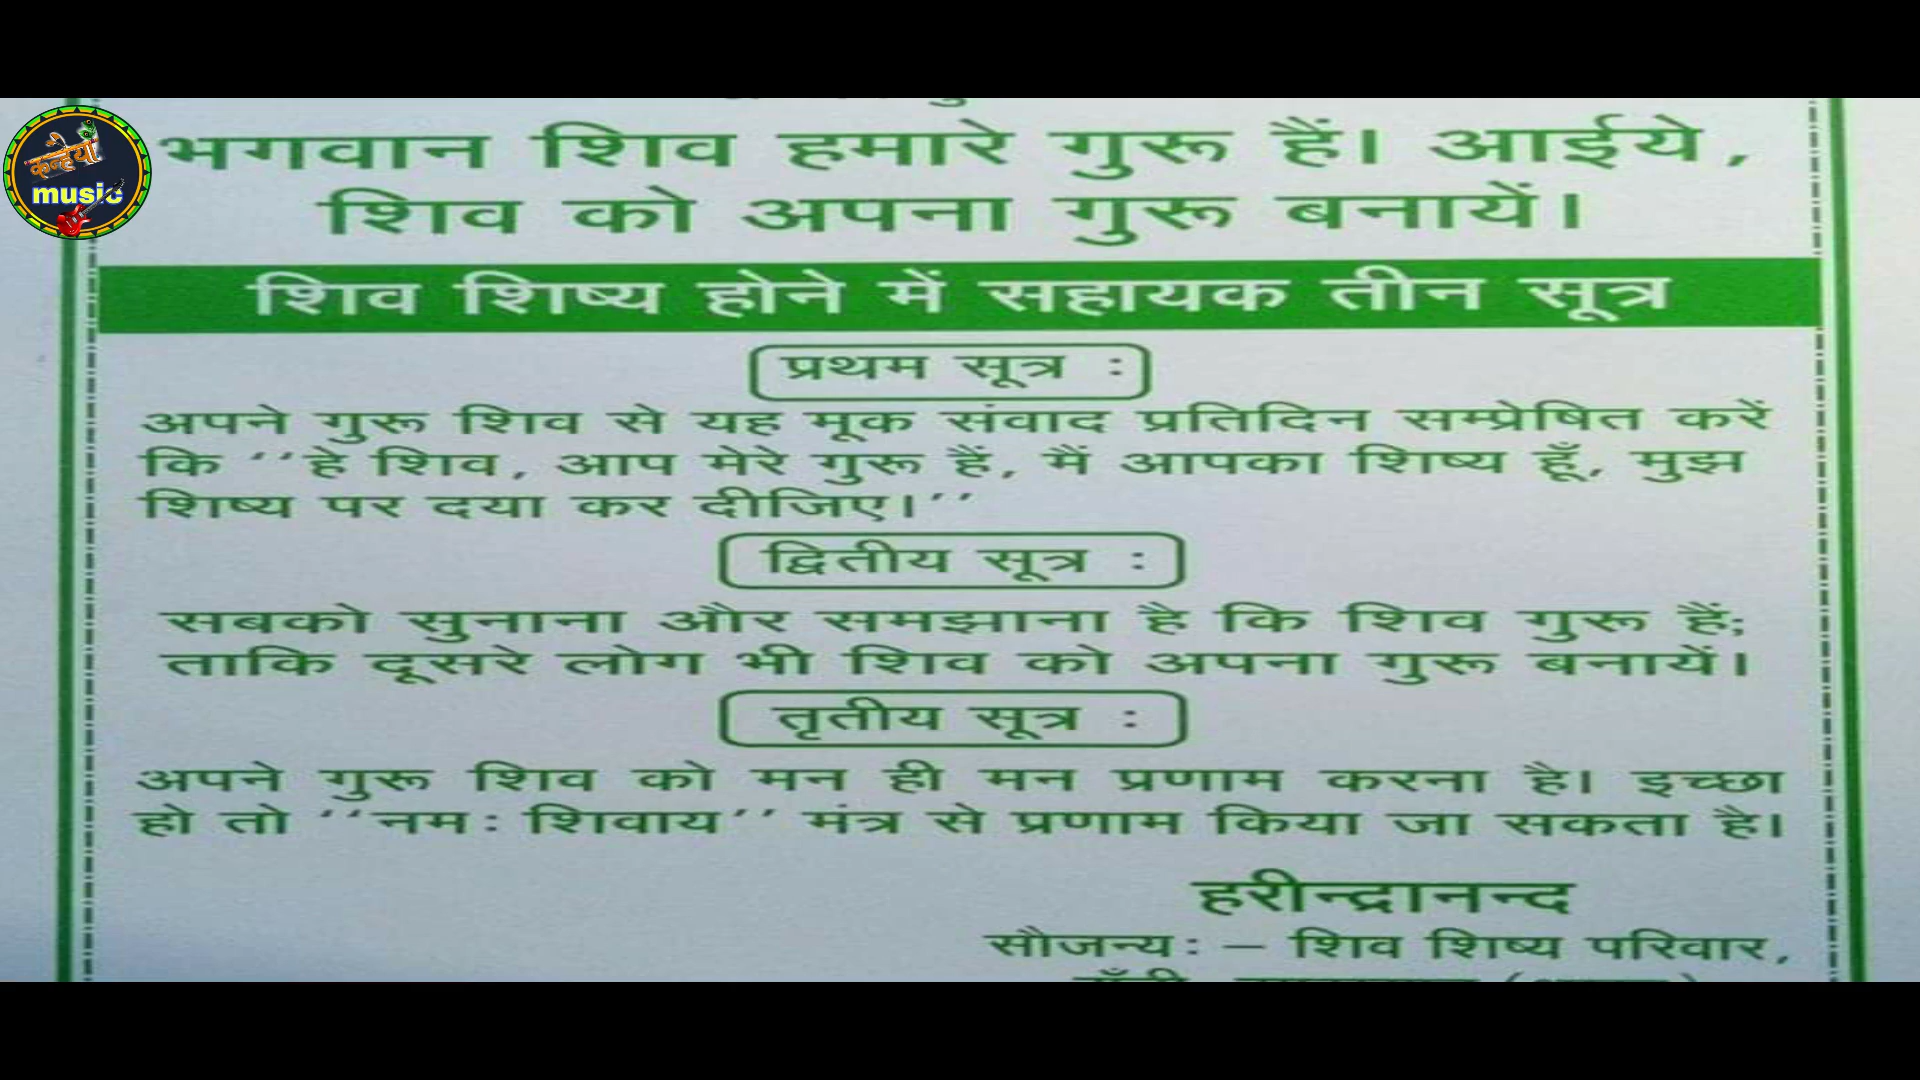 कन्हैया
music
भगवान शिव हमारे गुरू हैं। आईये,
शिव को अपना गुरू बनायें।
शिव शिष्य होने में सहायक तीन सूत्र
प्रथम सूत्र :
अपने गुरू शिव से यह मूक संवाद प्रतिदिन सम्प्रेषित करें
कि ‘‘हे शिव, आप मेरे गुरू हैं, मैं आपका शिष्य हूँ, मुझ
शिष्य पर दया कर दीजिए।’’
द्वितीय सूत्र :
सबको सुनाना और समझाना है कि शिव गुरू हैं;
ताकि दूसरे लोग भी शिव को अपना गुरू बनायें।
तृतीय सूत्र :
अपने गुरू शिव को मन ही मन प्रणाम करना है। इच्छा
हो तो ‘‘नमः शिवाय’’ मंत्र से प्रणाम किया जा सकता है।
हरीन्द्रानन्द
सौजन्यः – शिव शिष्य परिवार,